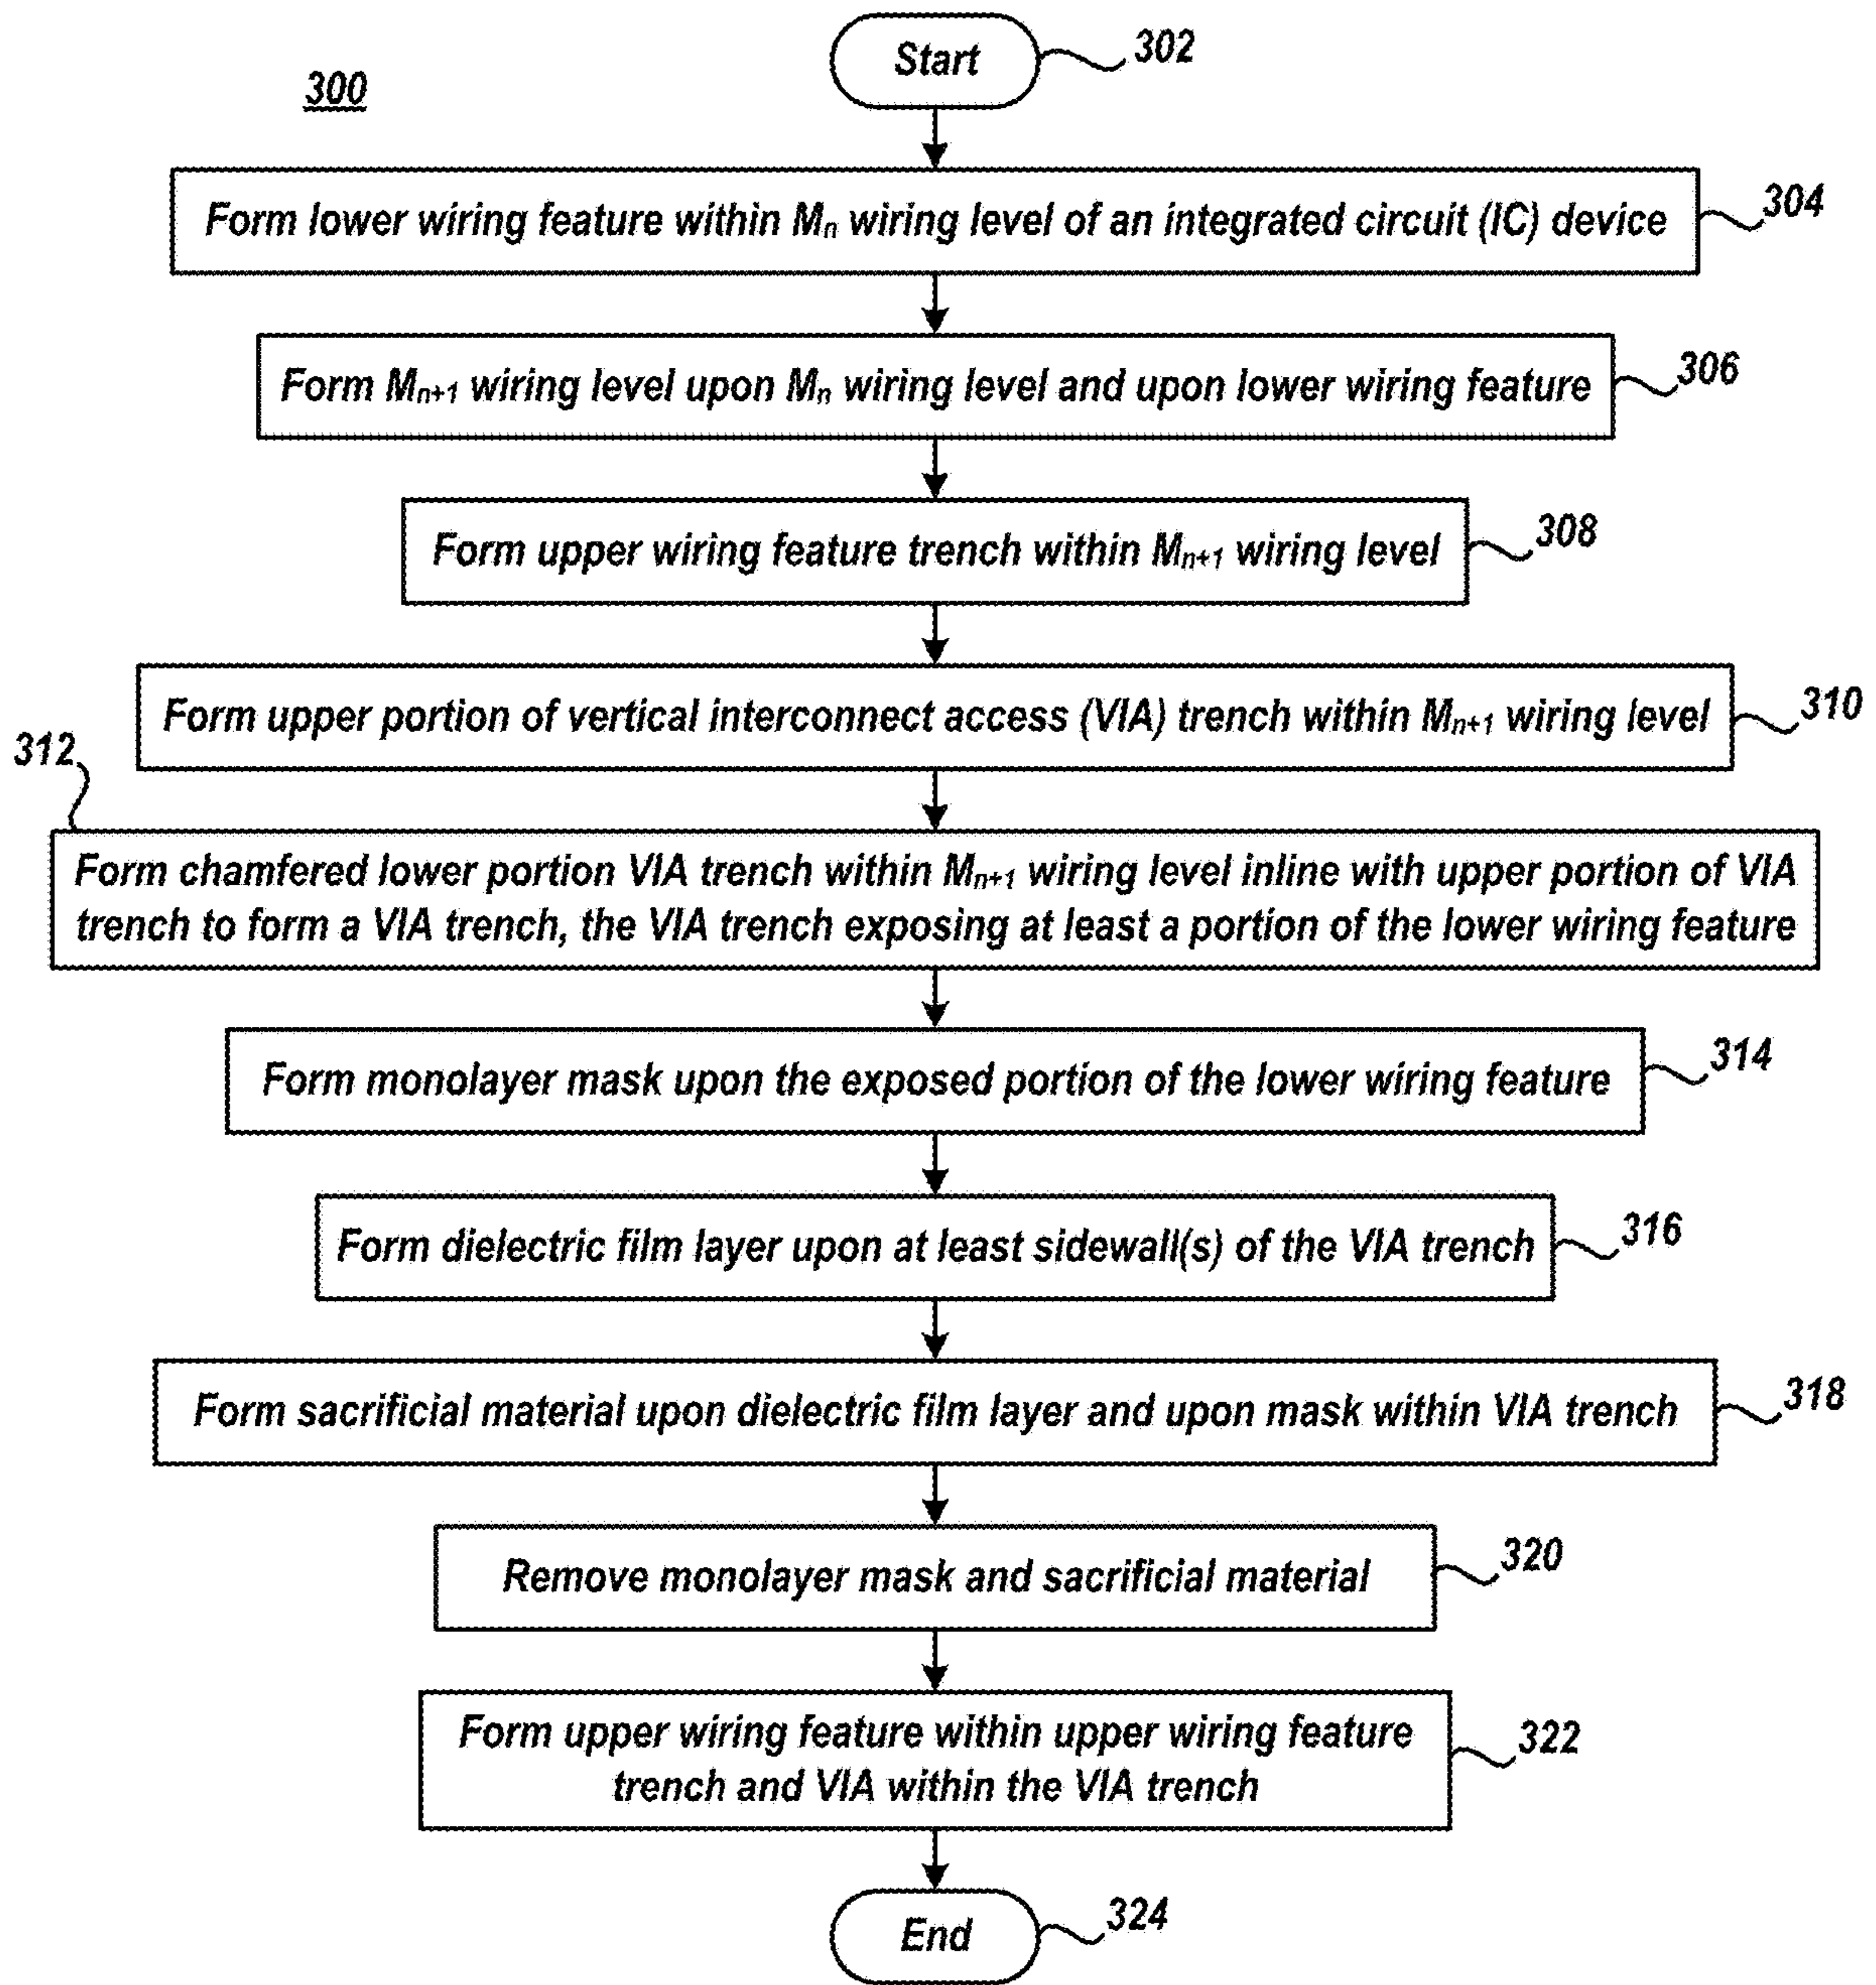 300
Start
302
Form lower wiring feature within Mn wiring level of an integrated circuit (IC) device
304
Form Mn+1 wiring level upon Mn wiring level and upon lower wiring feature
306
Form upper wiring feature trench within Mn+1 wiring level
308
Form upper portion of vertical interconnect access (VIA) trench within Mn+1 wiring level
310
312
Form chamfered lower portion VIA trench within Mn+1 wiring level inline with upper portion of VIA
trench to form a VIA trench, the VIA trench exposing at least a portion of the lower wiring feature
Form monolayer mask upon the exposed portion of the lower wiring feature
314
Form dielectric film layer upon at least sidewall(s) of the VIA trench
316
Form sacrificial material upon dielectric film layer and upon mask within VIA trench
318
Remove monolayer mask and sacrificial material
320
Form upper wiring feature within upper wiring feature
trench and VIA within the VIA trench
322
End
324